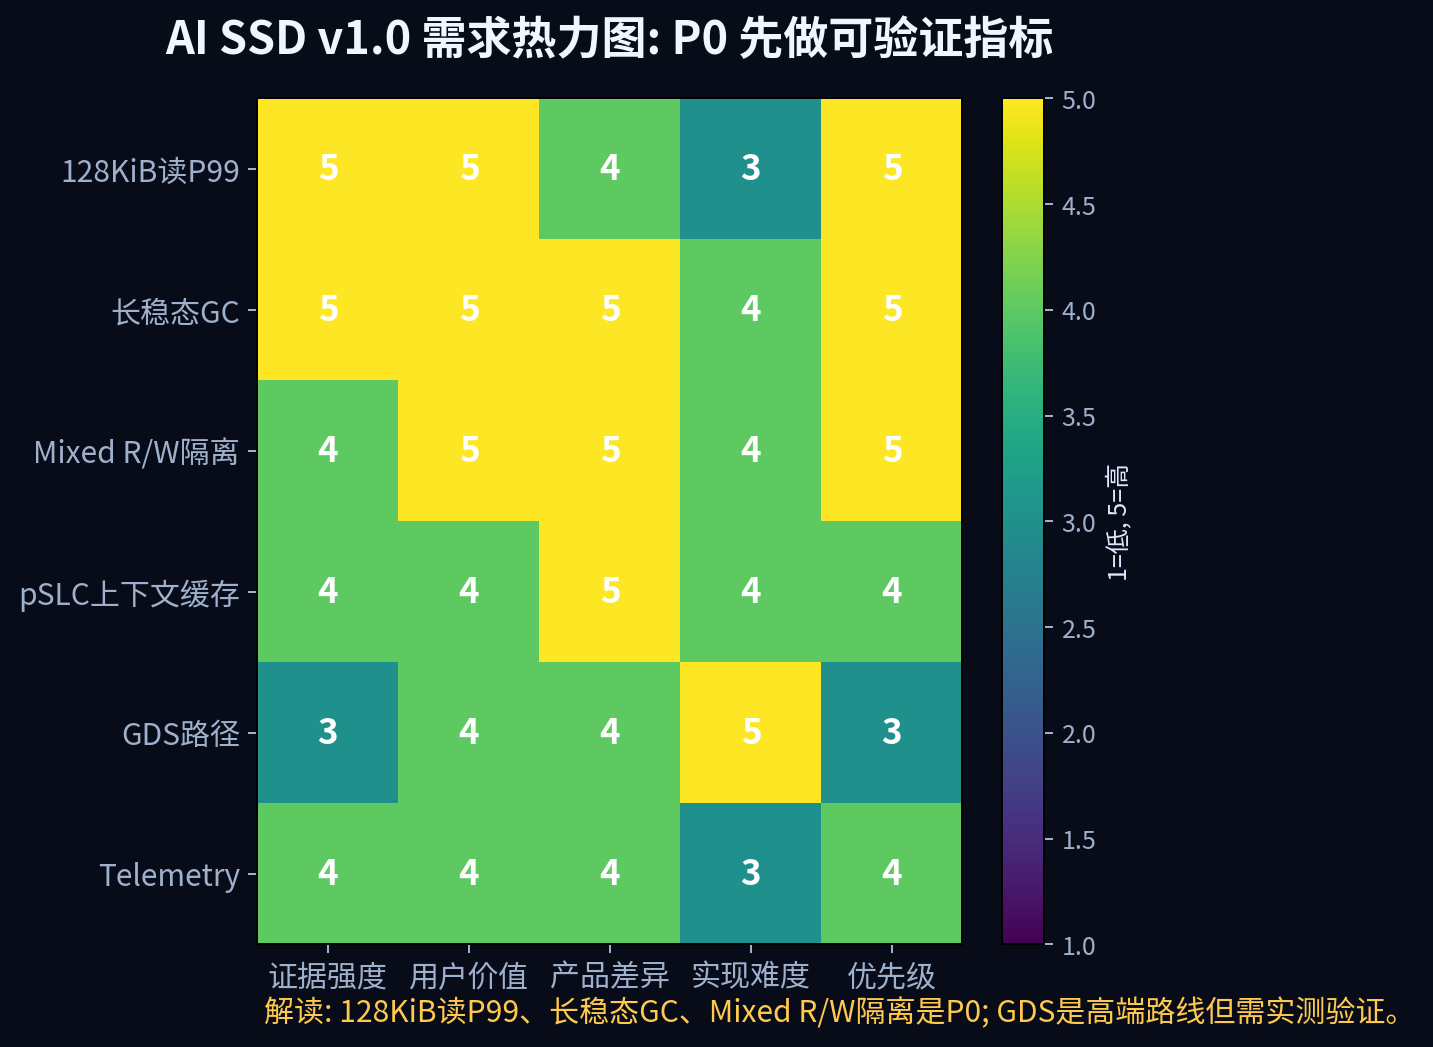 AI SSD v1.0 需求热力图: P0 先做可验证指标
128KiB读P99 5 5 4 3 5
长稳态GC 5 5 5 4 5
Mixed R/W隔离 4 5 5 4 5
pSLC上下文缓存 4 4 5 4 4
GDS路径 3 4 4 5 3
Telemetry 4 4 4 3 4
证据强度 用户价值 产品差异 实现难度 优先级
5.0
4.5
4.0
3.5
3.0
2.5
2.0
1.5
1.0
1=低, 5=高
解读: 128KiB读P99、长稳态GC、Mixed R/W隔离是P0; GDS是高端路线但需实测验证。